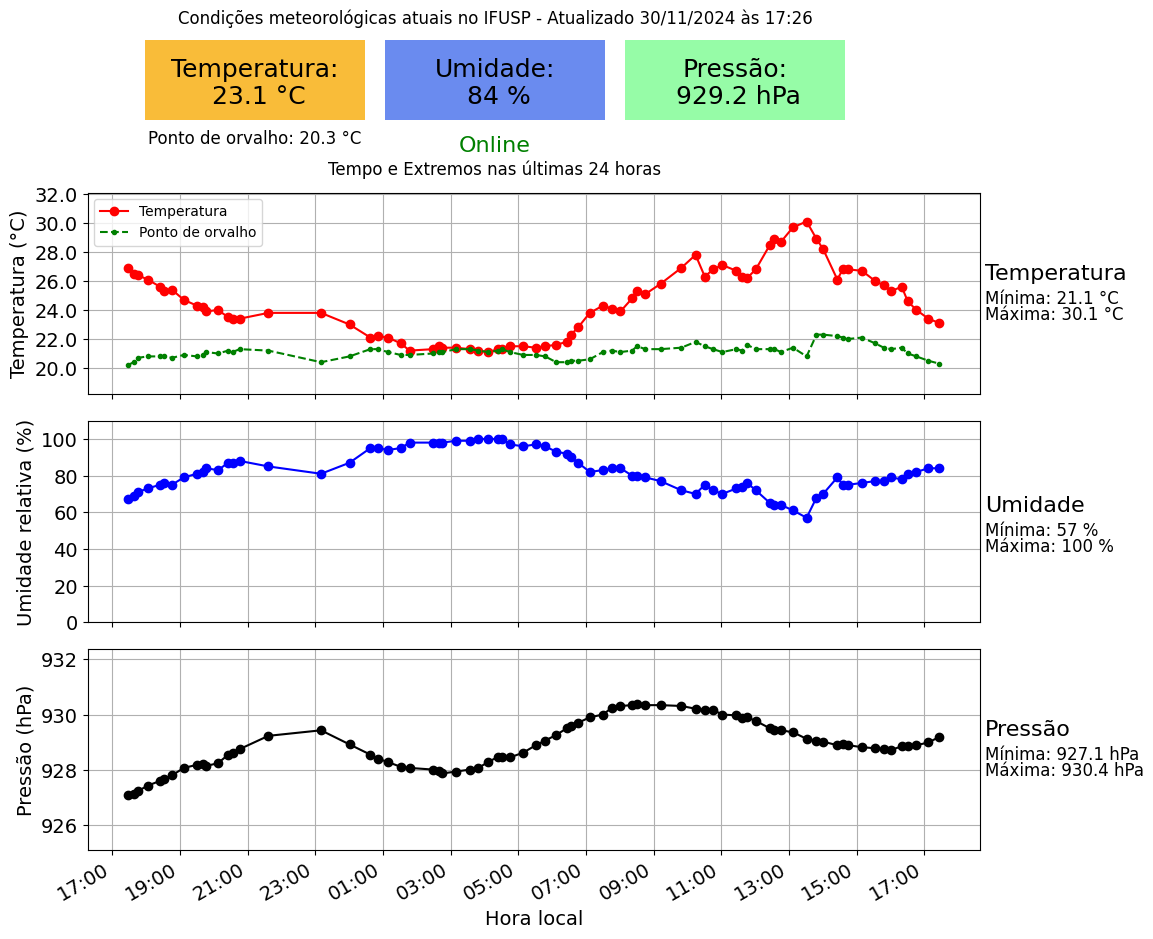 Condições meteorológicas atuais no IFUSP - Atualizado 30/11/2024 às 17:26
Temperatura:
23.1 °C
Umidade:
84 %
Pressão:
929.2 hPa
Ponto de orvalho: 20.3 °C
Online
Tempo e Extremos nas últimas 24 horas
Temperatura (°C)
32.0
30.0
28.0
26.0
24.0
22.0
20.0
Temperatura
Ponto de orvalho
Temperatura
Mínima: 21.1 °C
Máxima: 30.1 °C
Umidade relativa (%)
100
80
60
40
20
0
Umidade
Mínima: 57 %
Máxima: 100 %
Pressão (hPa)
932
930
928
926
Pressão
Mínima: 927.1 hPa
Máxima: 930.4 hPa
17:00 19:00 21:00 23:00 01:00 03:00 05:00 07:00 09:00 11:00 13:00 15:00 17:00
Hora local